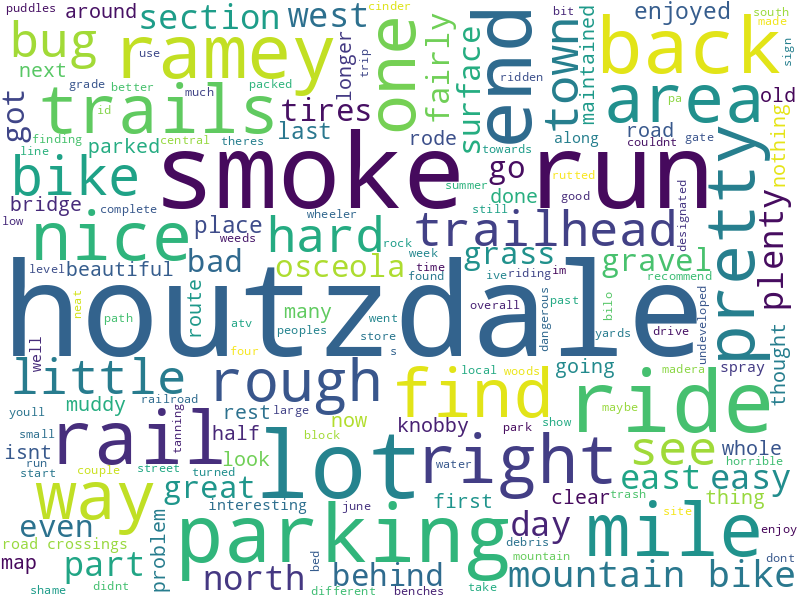 puddles
around
section
west
cinder
enjoyed
bit
south
made
bug
ramey
one
end
back
sign
next
grade
better
use
much
packed
longer
trip
fairly
surface
ridden
town
maintained
area
pa
old
got
trails
id
tires
last
rode
road
couldnt
gate
nothing
finding
central
theres
line
parked
towards
along
smoke run
bike
go
summer
rutted
done
still
good
designated
pretty
plenty
bridge
low
complete
wheeler
place
weeds
nice
hard
rock
trailhead
grass
gravel
level
beautiful
bad
osceola
week
time
found
ive
riding
im
recommend
houtzdale
neat
path
route
atv
many
peoples
went
store
s
overall
dangerous
past
bilo
yards
drive
undeveloped
well
four
little
rough
find
local
woods
going
madera
spray
thought
ride
muddy
railroad
rest
large
now
knobby
park
show
maybe
youll
small
isnt
run
start
rail
tanning
half
block
look
lot
right
see
whole
horrible
couple
street
turned
water
way
great
interesting
june
first
clear
trash
east
easy
thing
even
parking
day
debris
mile
site
enjoy
road crossings
map
part
problem
north
bed
behind
mountain
mountain bike
dont
shame
didnt
different
benches
take